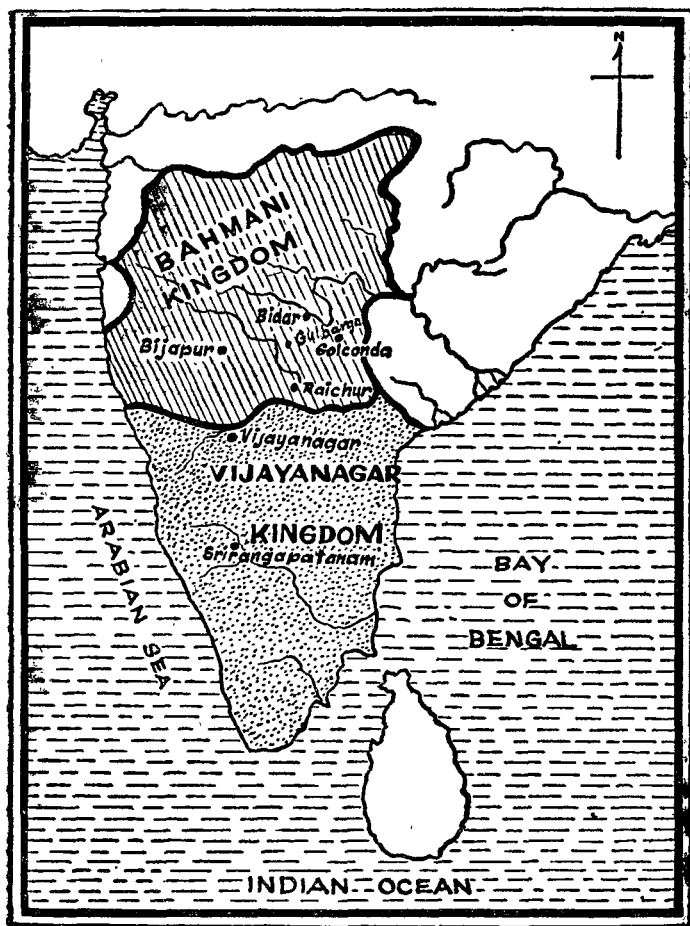 N
BAHMANI
KINGDOM
Bidar
Gulbarga
Golconda
Bijapur
Raichur
Vijayanagar
VIJAYANAGAR
KINGDOM
Srirangapatanam
ARABIAN SEA
BAY
OF
BENGAL
INDIAN OCEAN